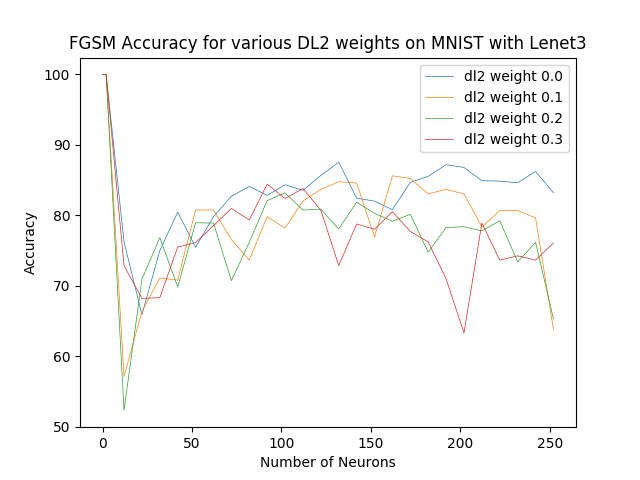 FGSM Accuracy for various DL2 weights on MNIST with Lenet3
dl2 weight 0.0
dl2 weight 0.1
dl2 weight 0.2
dl2 weight 0.3
100
90
80
70
60
50
Accuracy
0
50
100
150
200
250
Number of Neurons